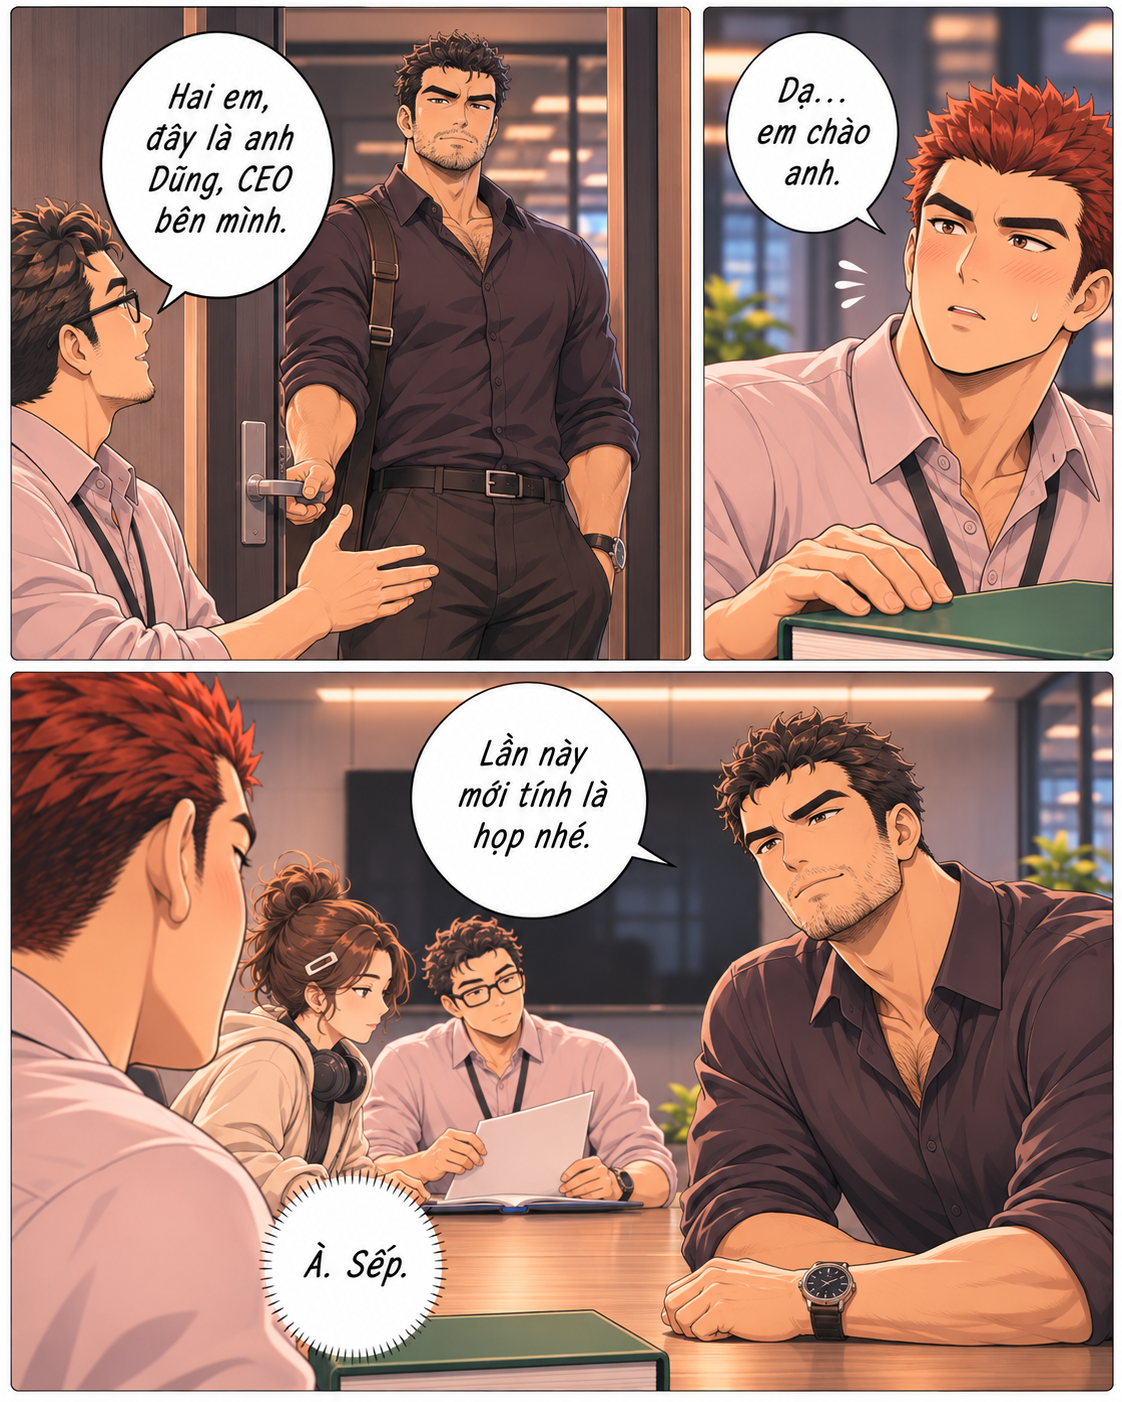 Hai em,
đây là anh
Dũng, CEO
bên mình.
Dạ...
em chào
anh.
Lần này
mới tính là
họp nhé.
À. Sếp.